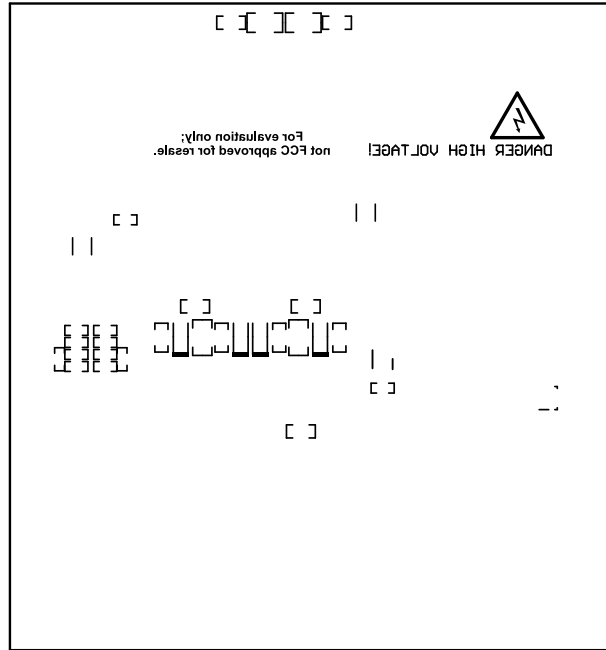 For evaluation only;
not FCC approved for resale.
DANGER HIGH VOLTAGE!